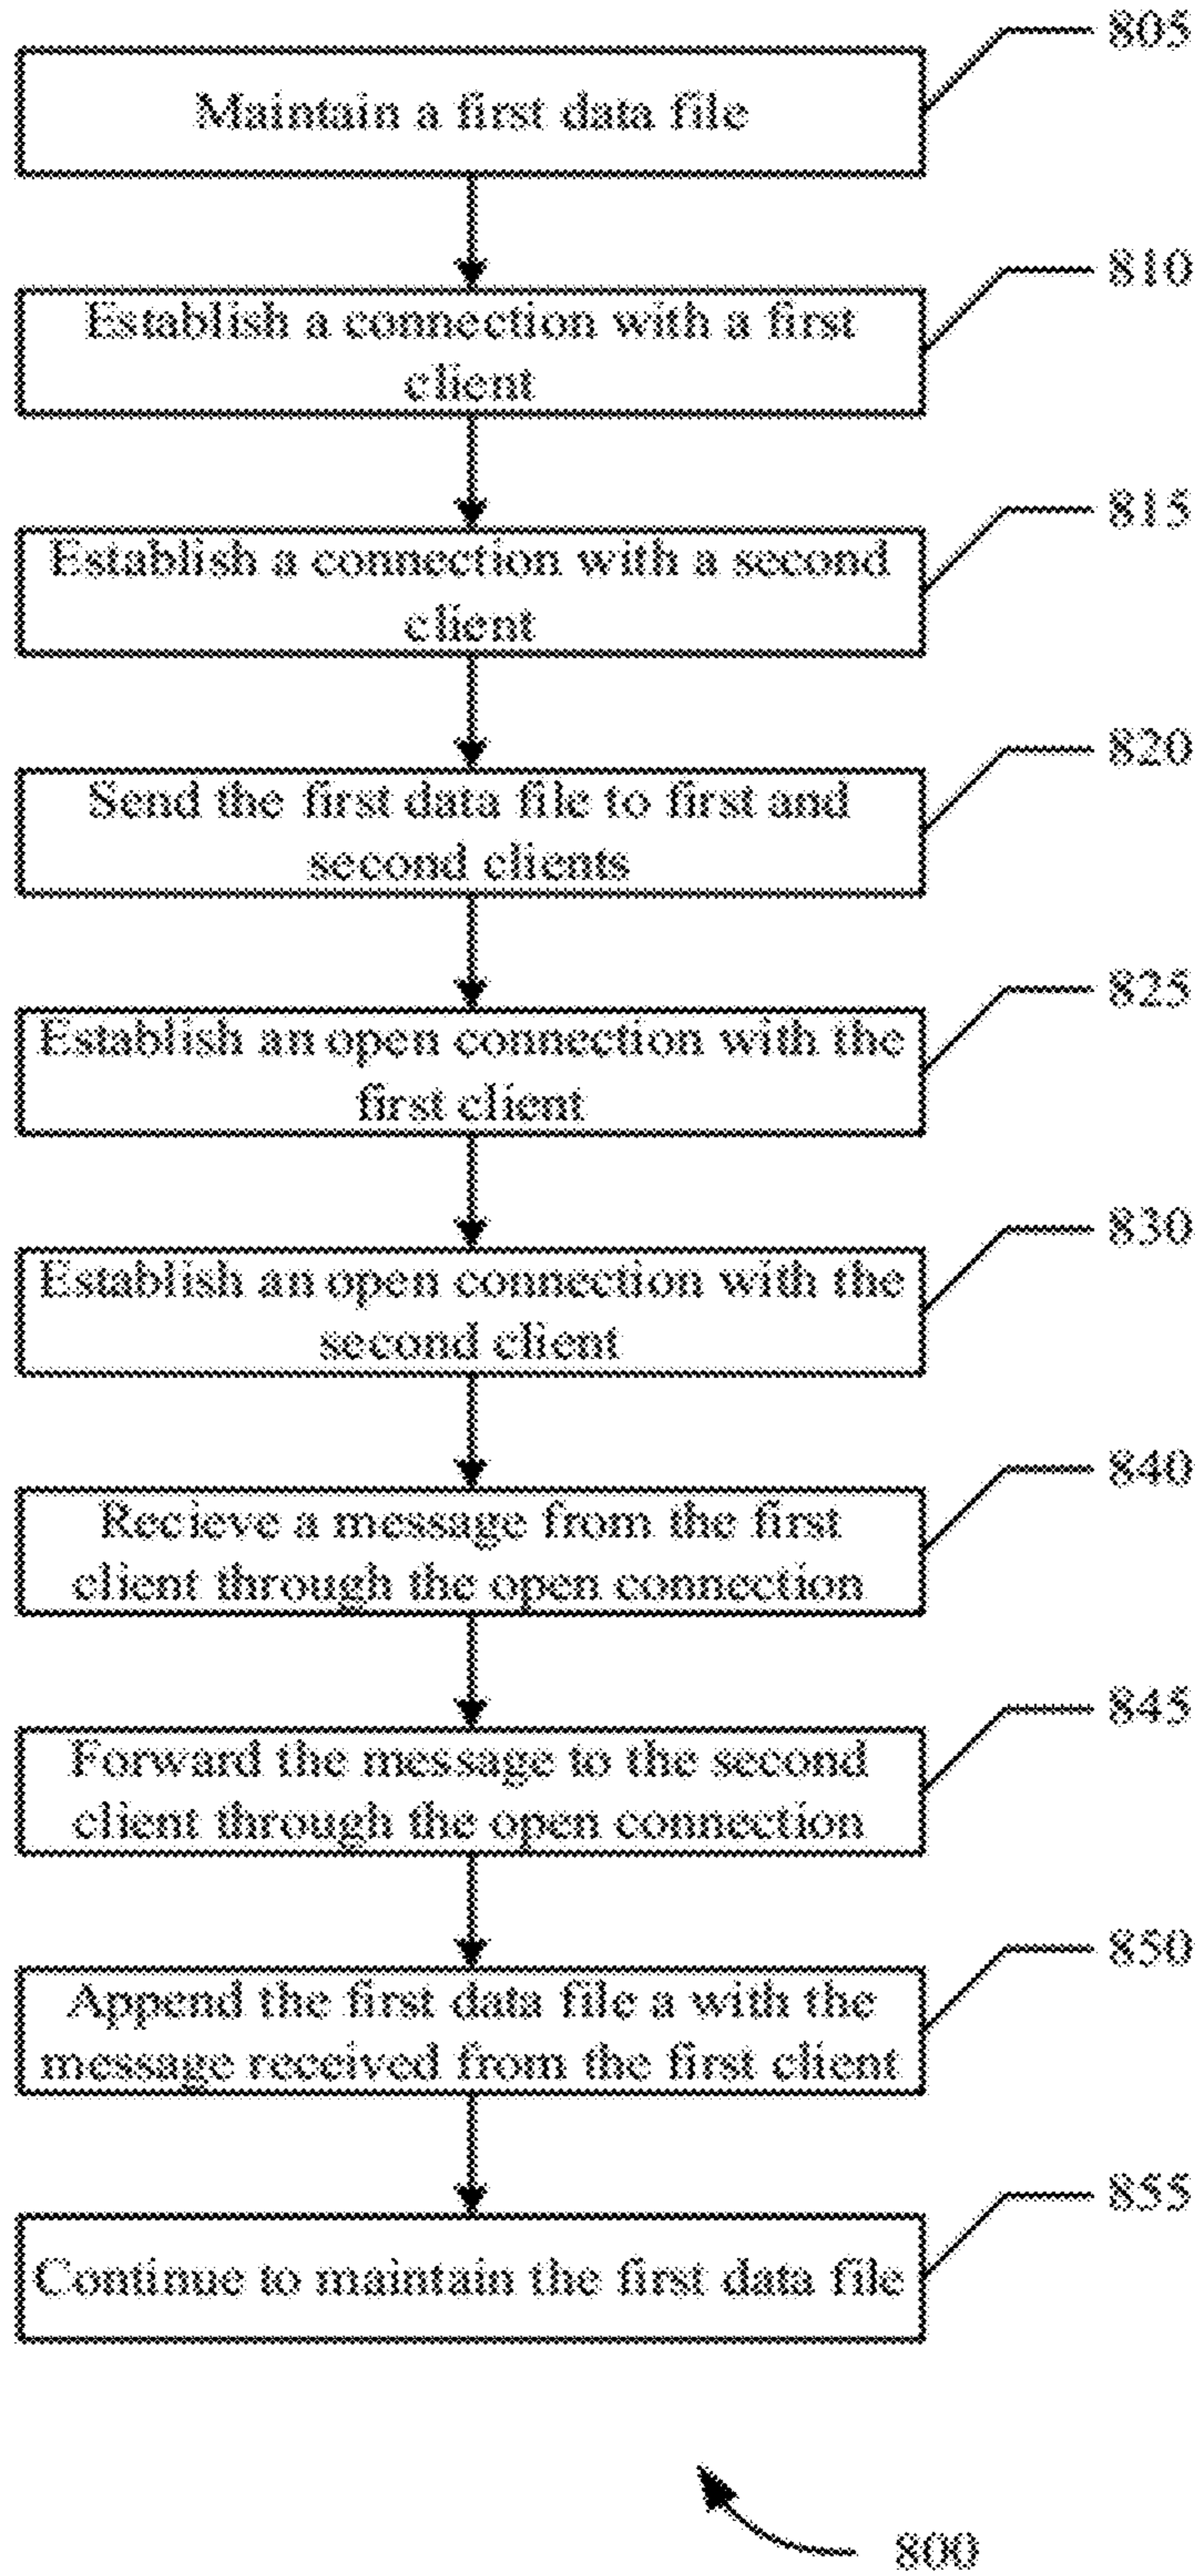 805
Maintain a first data file
810
Establish a connection with a first
client
815
Establish a connection with a second
client
820
Send the first data file to first and
second clients
825
Establish an open connection with the
first client
830
Establish an open connection with the
second client
840
Recieve a message from the first
client through the open connection
845
Forward the message to the second
client through the open connection
850
Append the first data file a with the
message received from the first client
855
Continue to maintain the first data file
800